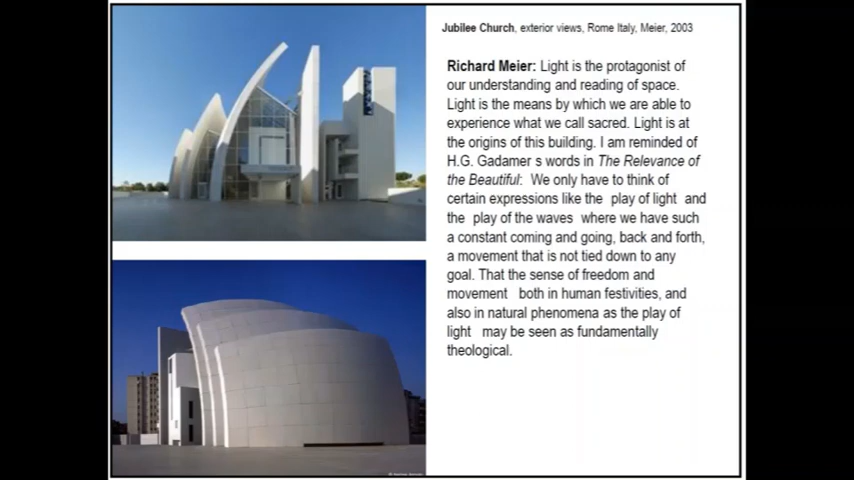 Jubilee Church, exterior views, Rome Italy, Meier, 2003
Richard Meier: Light is the protagonist of
our understanding and reading of space.
Light is the means by which we are able to
experience what we call sacred. Light is at
the origins of this building. I am reminded of
H.G. Gadamer s words in The Relevance of
the Beautiful: We only have to think of
certain expressions like the play of light and
the play of the waves where we have such
a constant coming and going, back and forth,
a movement that is not tied down to any
goal. That the sense of freedom and
movement both in human festivities, and
also in natural phenomena as the play of
light may be seen as fundamentally
theological.